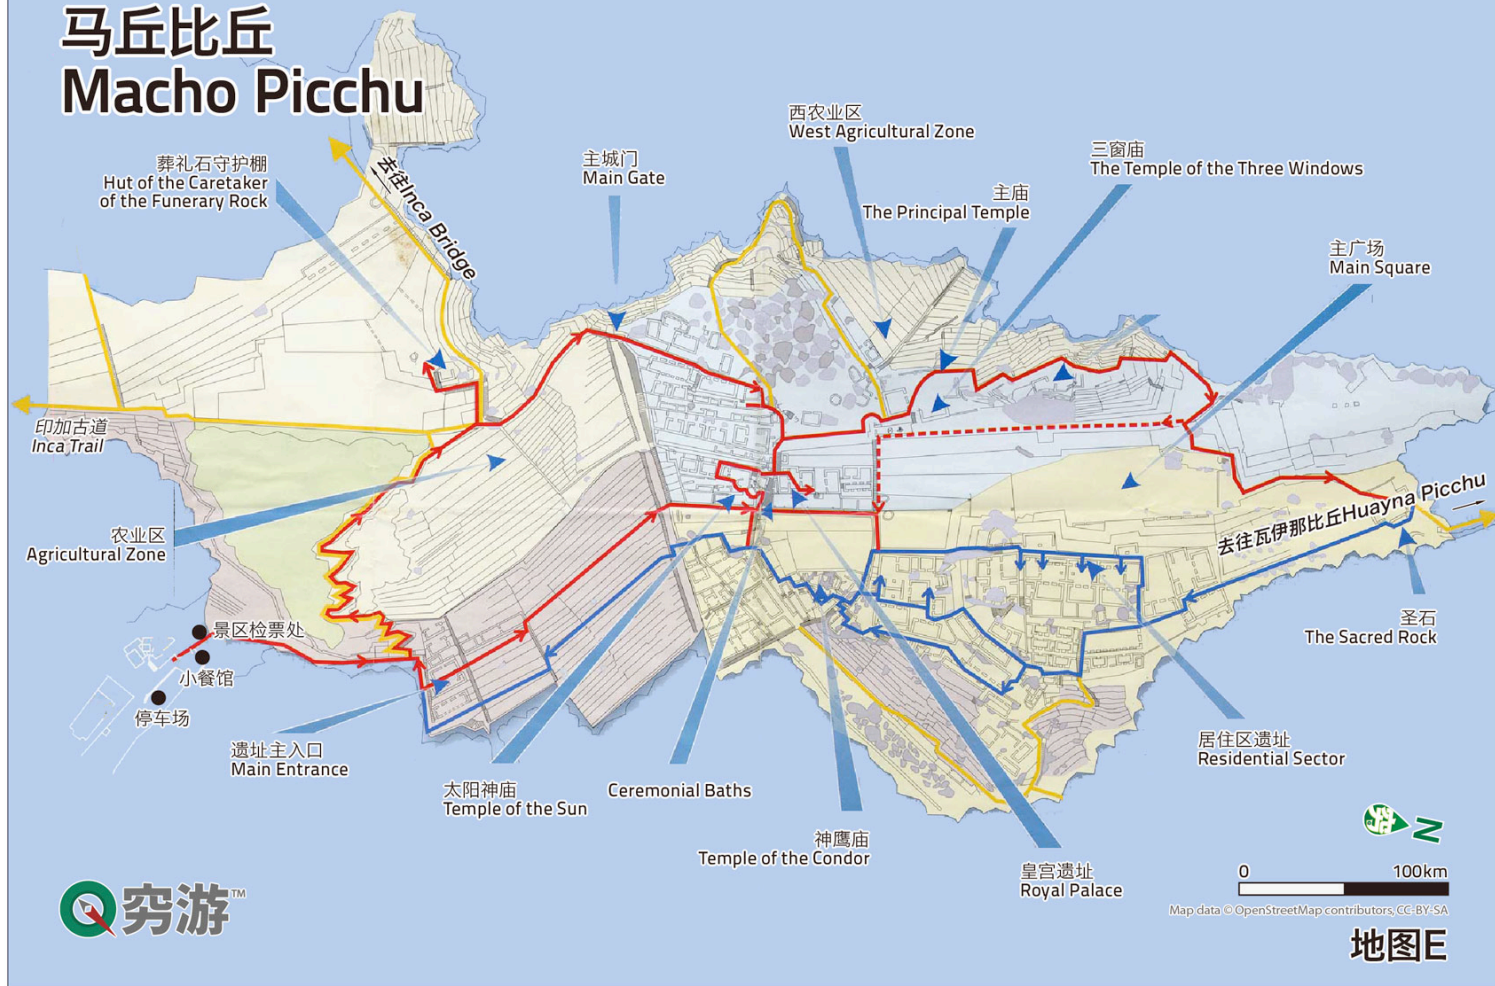 马丘比丘
Macho Picchu
葬礼石守护棚
Hut of the Caretaker
of the Funerary Rock
去往Inca Bridge
主城门
Main Gate
西农业区
West Agricultural Zone
主庙
The Principal Temple
三窗庙
The Temple of the Three Windows
主广场
Main Square
印加古道
Inca Trail
农业区
Agricultural Zone
去往瓦伊那比丘Huayna Picchu
景区检票处
小餐馆
停车场
遗址主入口
Main Entrance
太阳神庙
Temple of the Sun
Ceremonial Baths
神鹰庙
Temple of the Condor
皇宫遗址
Royal Palace
居住区遗址
Residential Sector
圣石
The Sacred Rock
N
0 100km
Map data © OpenStreetMap contributors, CC-BY-SA
地图E
穷游™